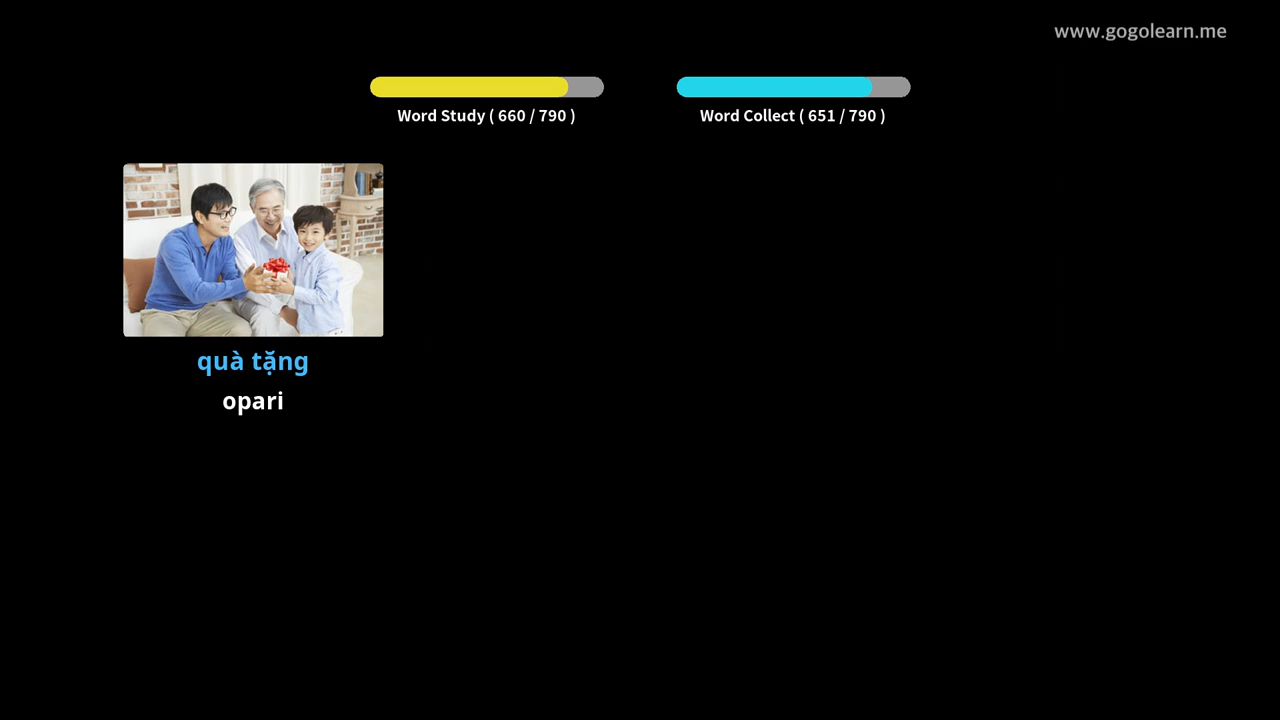 www.gogolearn.me
Word Study ( 660 / 790 )
Word Collect ( 651 / 790 )
quà tặng
opari